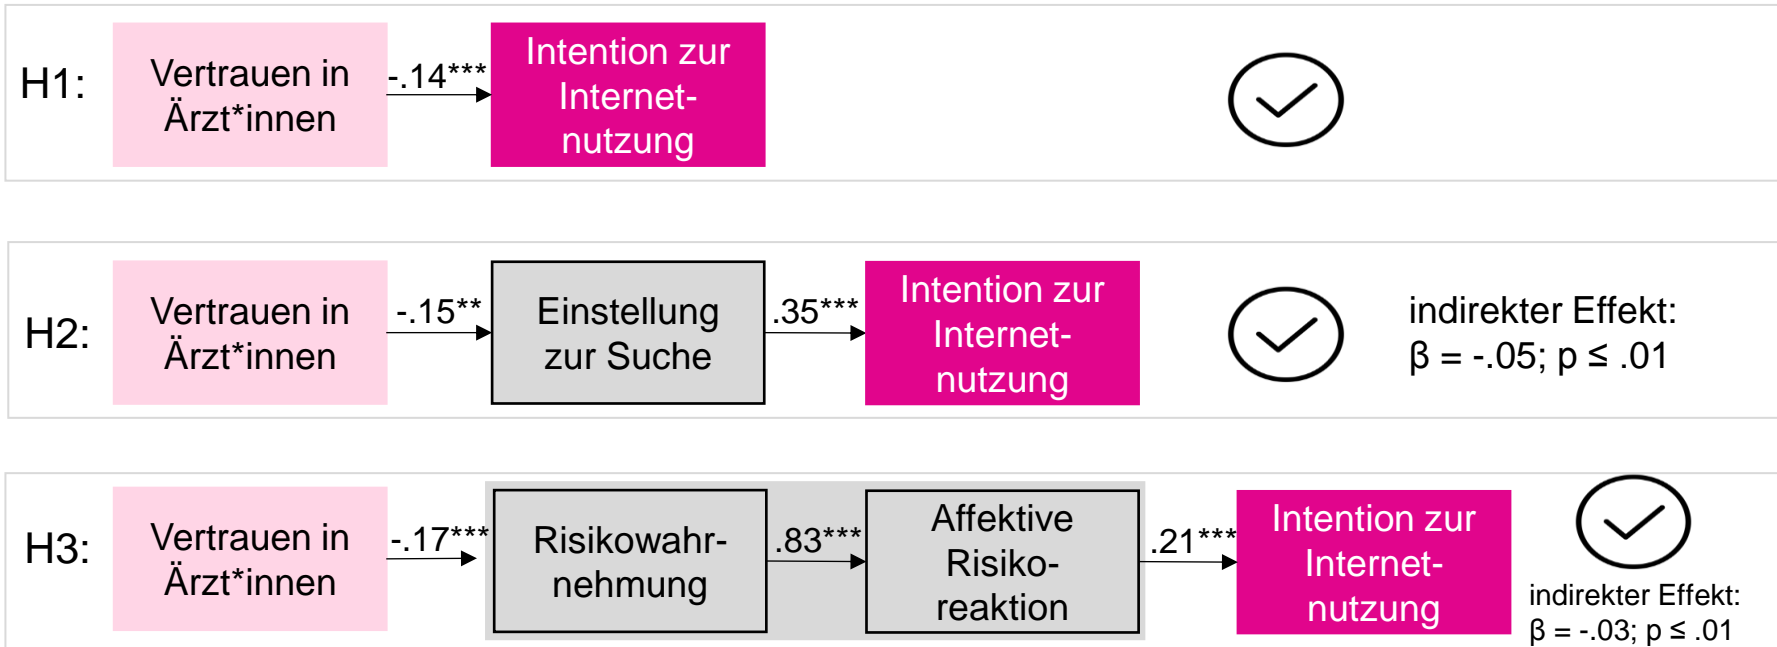 H1:
Vertrauen in
Ärzt*innen
-.14***
Intention zur
Internet-
nutzung
H2:
Vertrauen in
Ärzt*innen
-.15**
Einstellung
zur Suche
.35***
Intention zur
Internet-
nutzung
indirekter Effekt:
β = -.05; p ≤ .01
H3:
Vertrauen in
Ärzt*innen
-.17***
Risikowahr-
nehmung
.83***
Affektive
Risiko-
reaktion
.21***
Intention zur
Internet-
nutzung
indirekter Effekt:
β = -.03; p ≤ .01